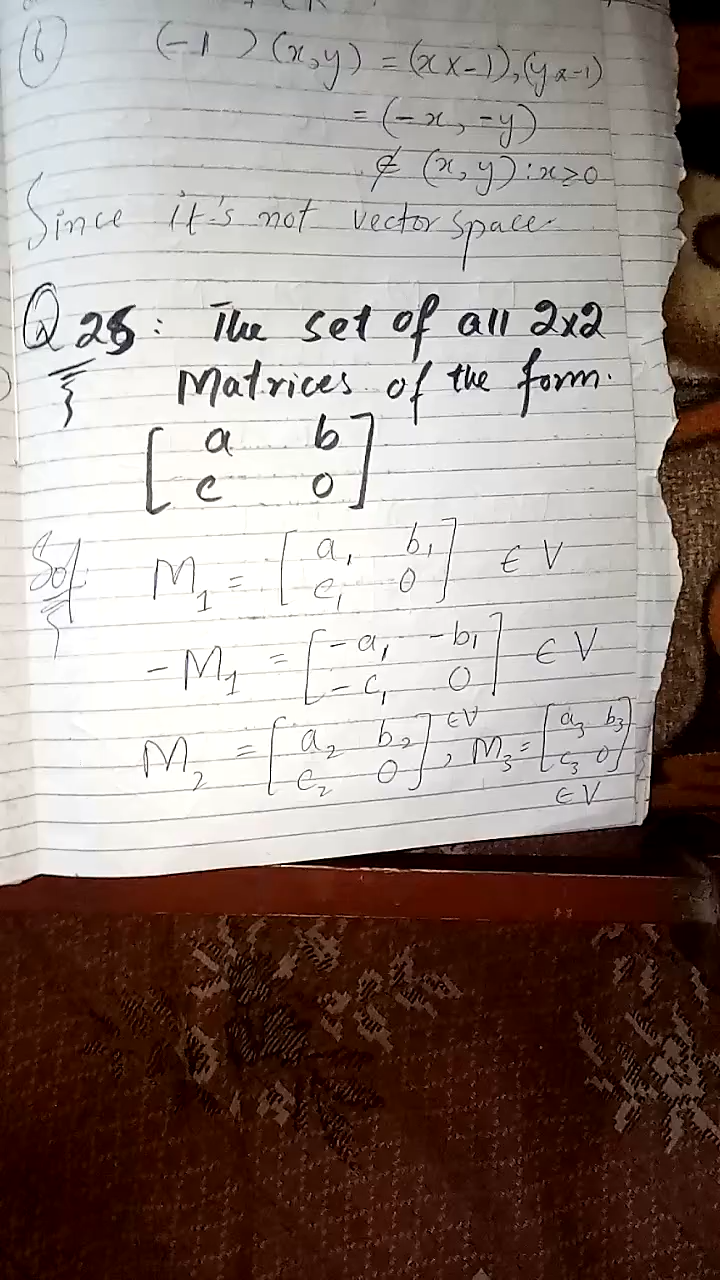 6 (-1) (x,y) = (x x-1), (y x-1)
= (-x, -y)
∉ (x, y) : x≥0
Since it's not vector space
Q 25: The set of all 2x2
Matrices of the form.
[ a b
c 0 ]
Sol: M₁ = [ a₁ b₁
c₁ 0 ] ∈ V
-M₁ = [ -a₁ -b₁
-c₁ 0 ] ∈ V
M₂ = [ a₂ b₂
c₂ 0 ] ∈V, M₃ = [ a₃ b₃
c₃ 0 ]
∈ V